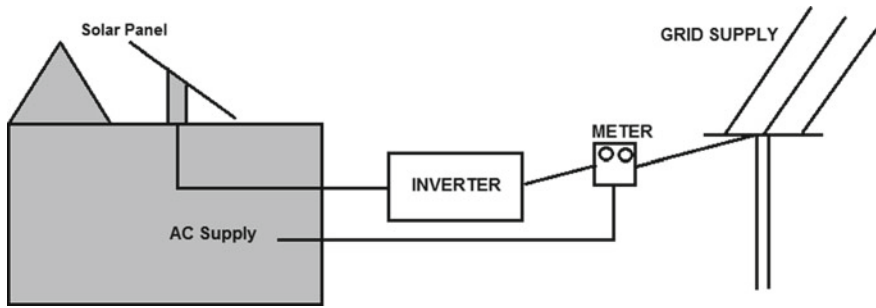 Solar Panel
GRID SUPPLY
METER
INVERTER
AC Supply